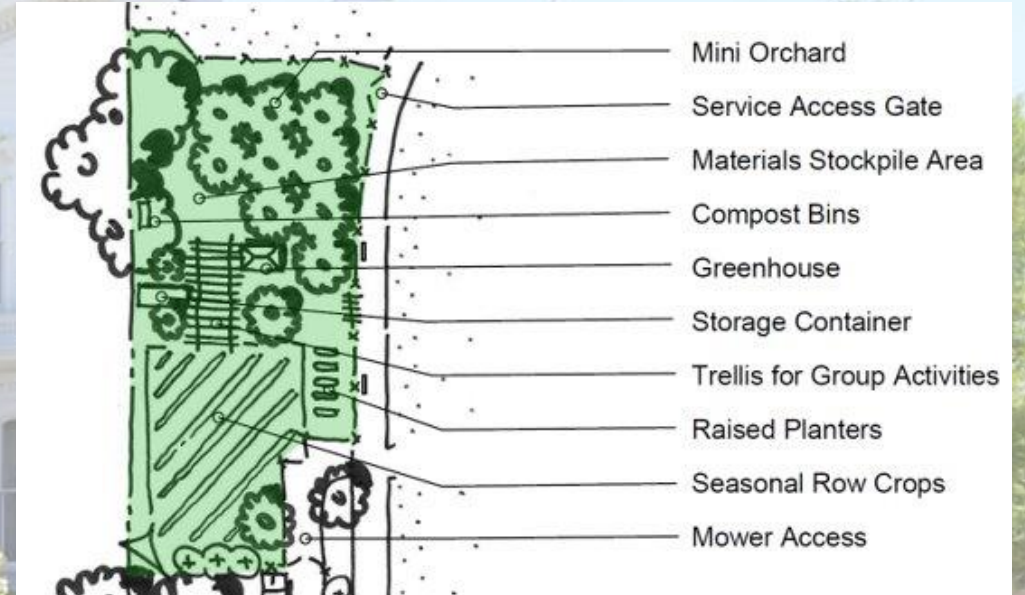 Mini Orchard
Service Access Gate
Materials Stockpile Area
Compost Bins
Greenhouse
Storage Container
Trellis for Group Activities
Raised Planters
Seasonal Row Crops
Mower Access